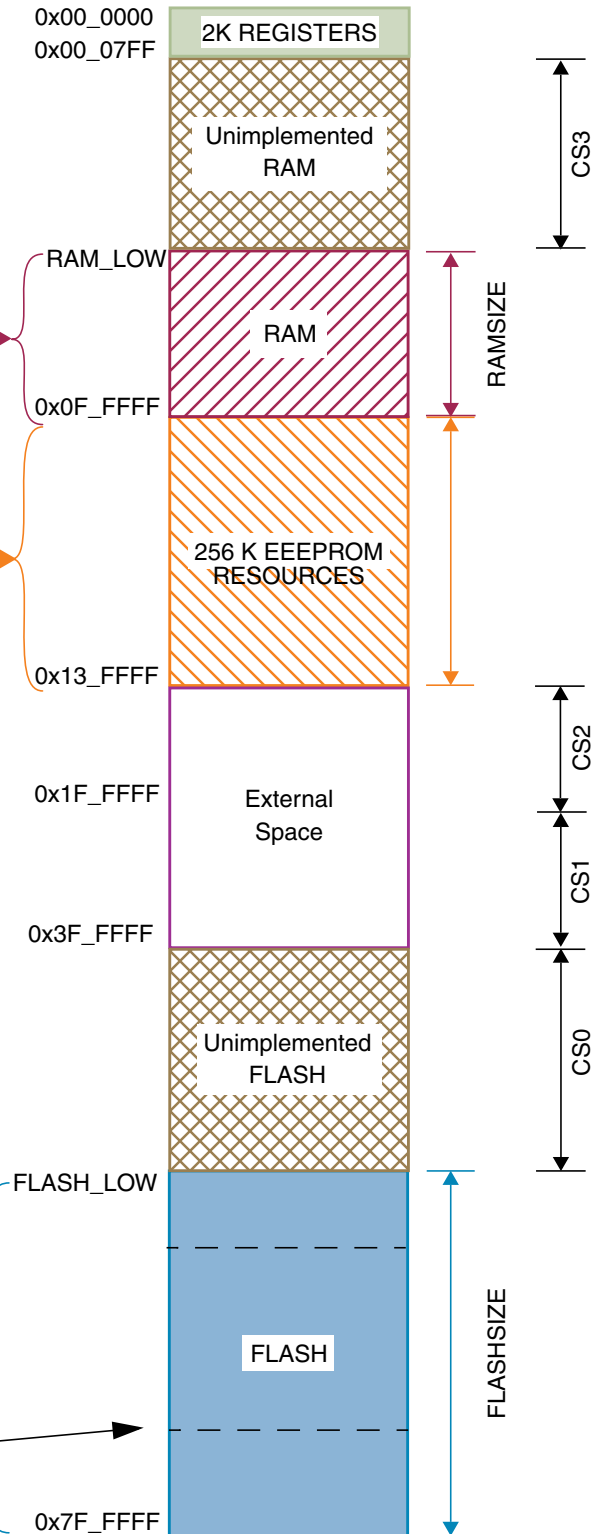 0x00_0000
2K REGISTERS
0x00_07FF
Unimplemented
RAM
CS3
RAM_LOW
RAM
RAMSIZE
0x0F_FFFF
256 K EEEPROM
RESOURCES
0x13_FFFF
CS2
0x1F_FFFF
External
Space
CS1
0x3F_FFFF
Unimplemented
FLASH
CS0
FLASH_LOW
FLASH
FLASHSIZE
0x7F_FFFF